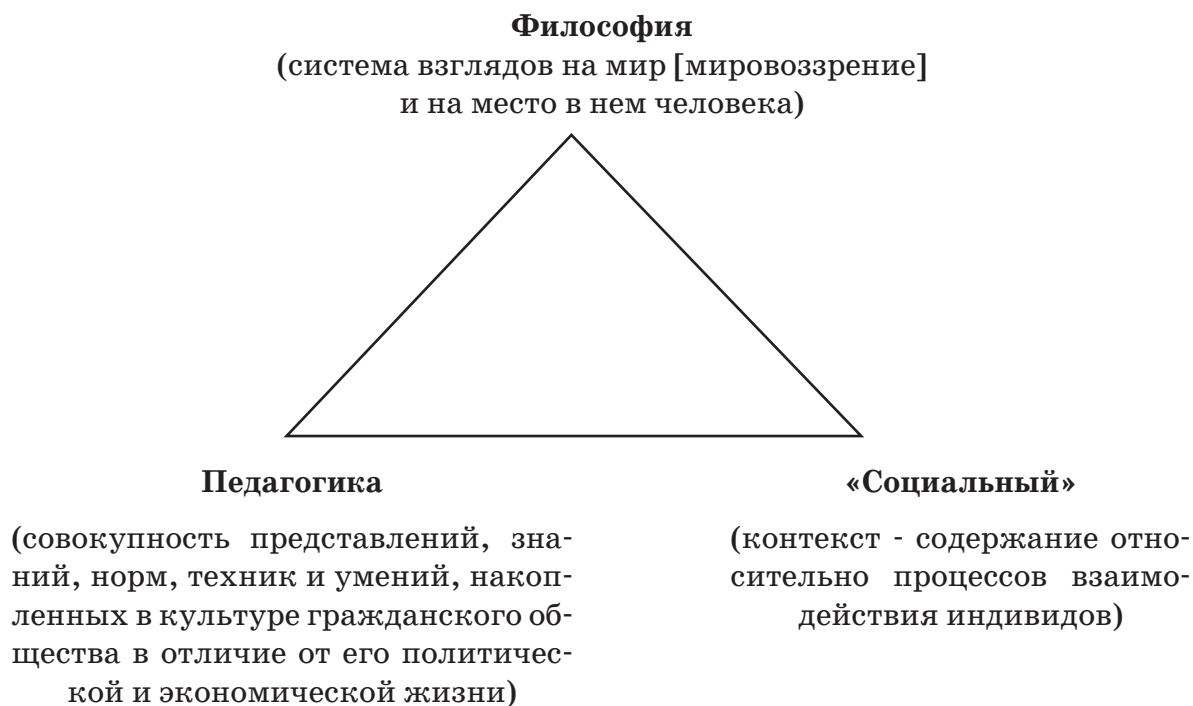 Философия
(система взглядов на мир [мировоззрение]
и на место в нем человека)
Педагогика
(совокупность представлений, зна-
ний, норм, техник и умений, накоп-
ленных в культуре гражданского об-
щества в отличие от его политичес-
кой и экономической жизни)
«Социальный»
(контекст - содержание отно-
сительно процессов взаимо-
действия индивидов)